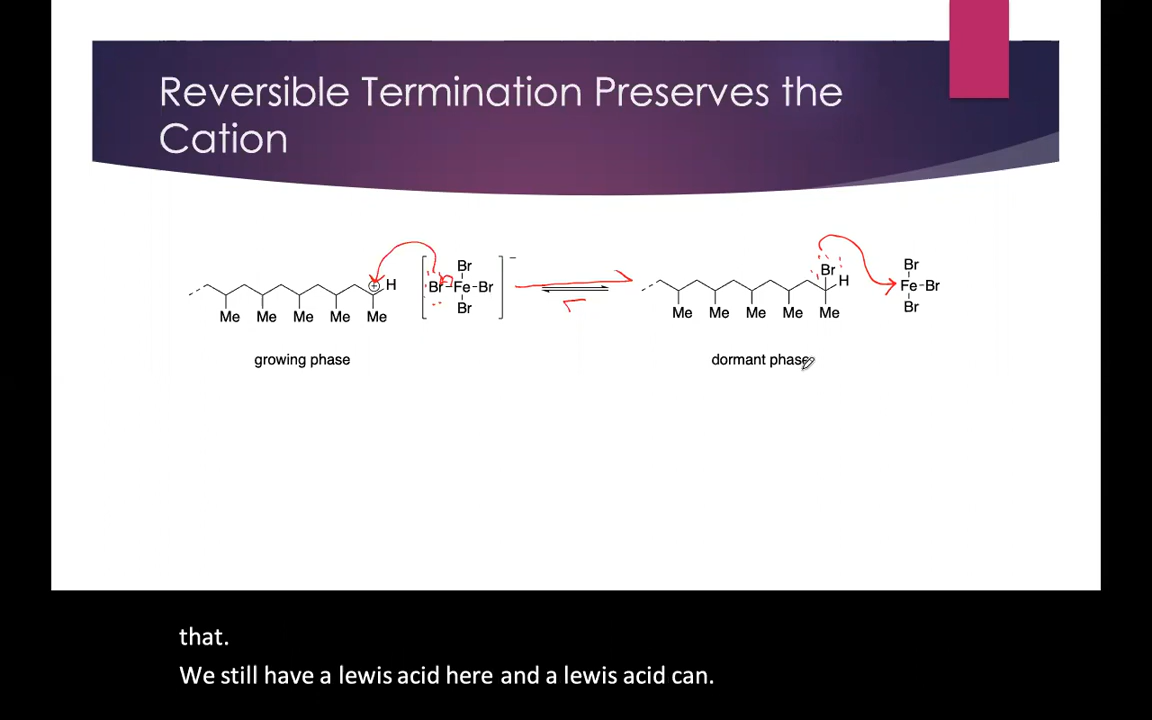 Reversible Termination Preserves the
Cation
Br
H
Br-Fe-Br
Br
–
Me Me Me Me Me
growing phase
Br
H
Me Me Me Me Me
Br
Fe-Br
Br
dormant phase
that.
We still have a lewis acid here and a lewis acid can.